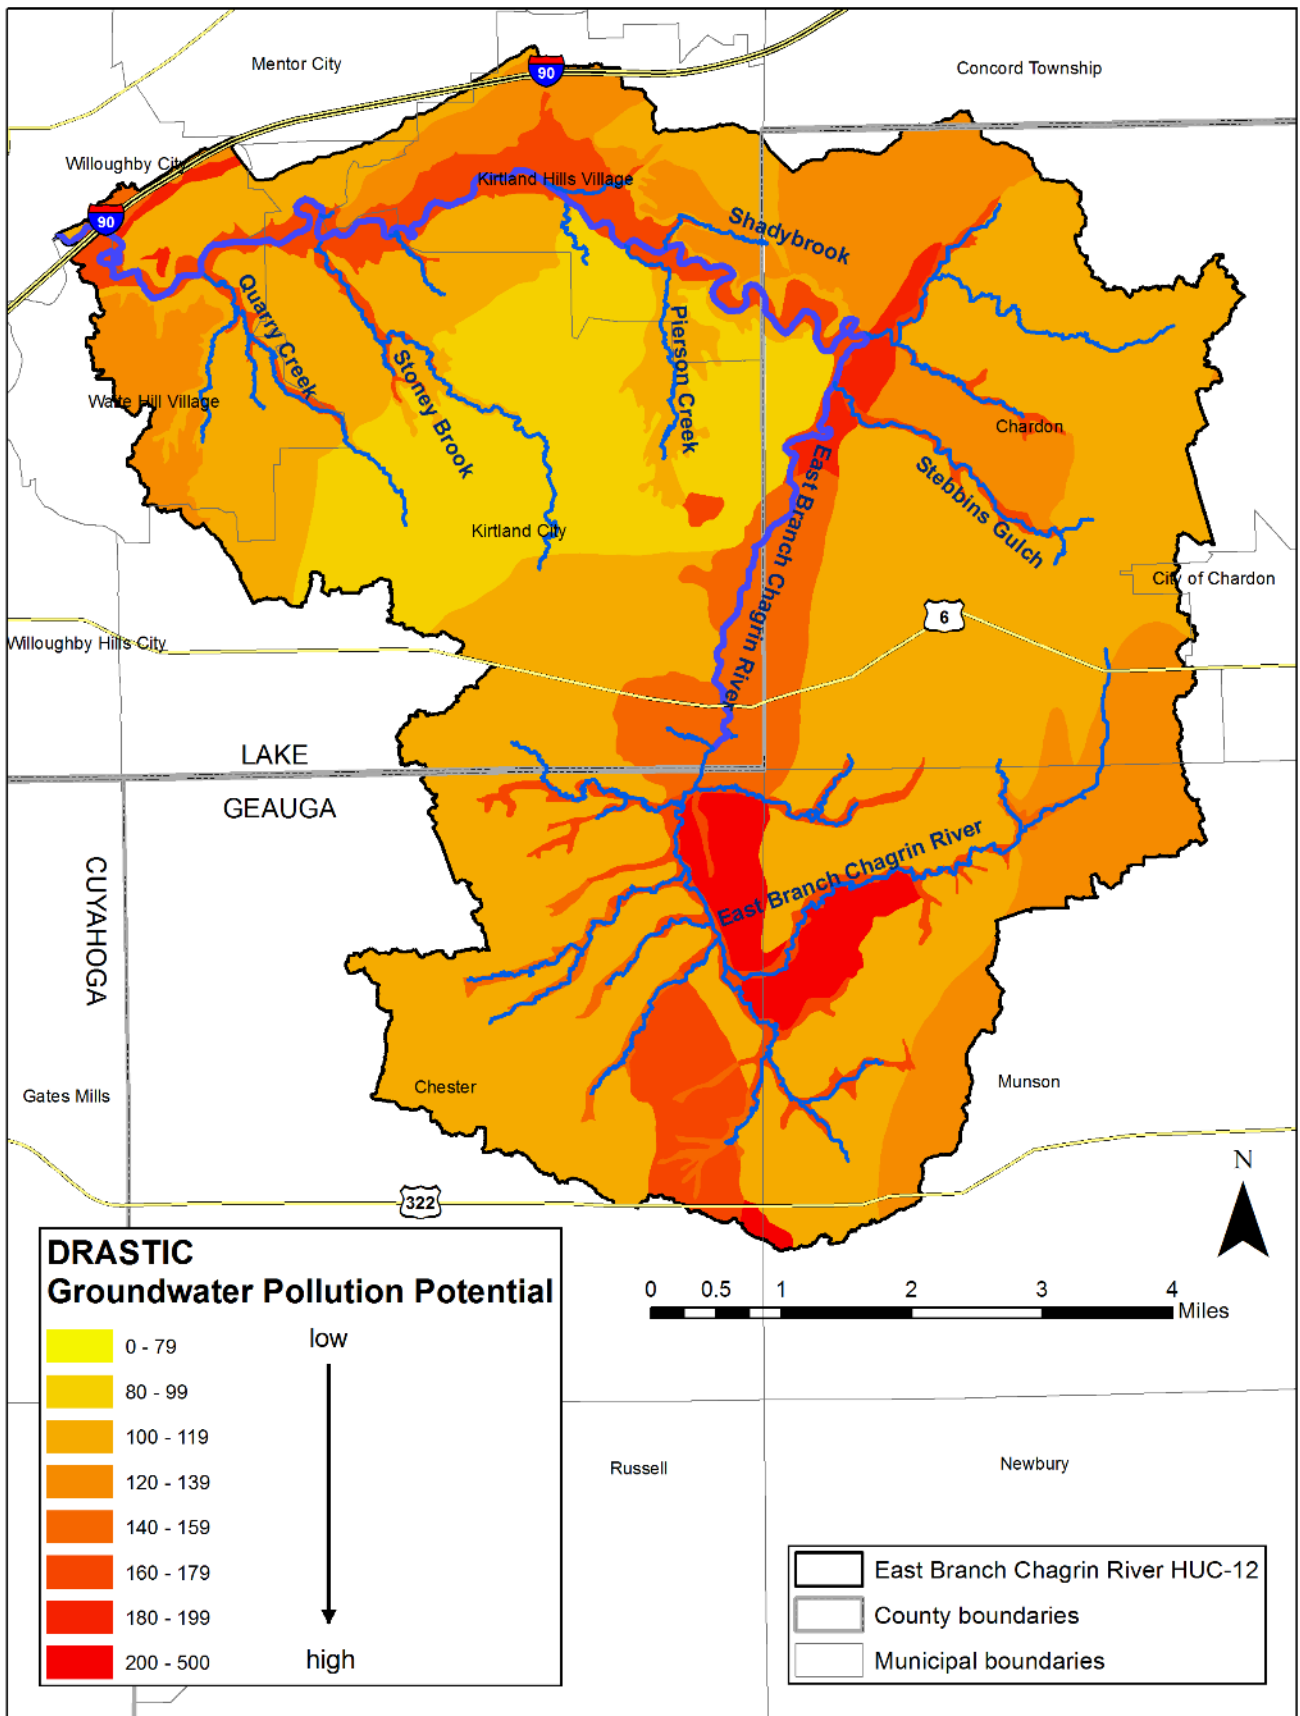 Mentor City
90
Concord Township
Willoughby City
Kirtland Hills Village
90
Shadybrook
Quarry Creek
Pierson Creek
Stoney Brook
Waite Hill Village
Chardon
East Branch Chagrin River
Stebbins Gulch
Kirtland City
City of Chardon
6
Willoughby Hills City
LAKE
GEAUGA
CUYAHOGA
East Branch Chagrin River
Chester
Munson
Gates Mills
N
322
DRASTIC
Groundwater Pollution Potential
low
0 - 79
80 - 99
100 - 119
120 - 139
140 - 159
160 - 179
180 - 199
200 - 500
high
0 0.5 1 2 3 4
Miles
Russell
Newbury
East Branch Chagrin River HUC-12
County boundaries
Municipal boundaries